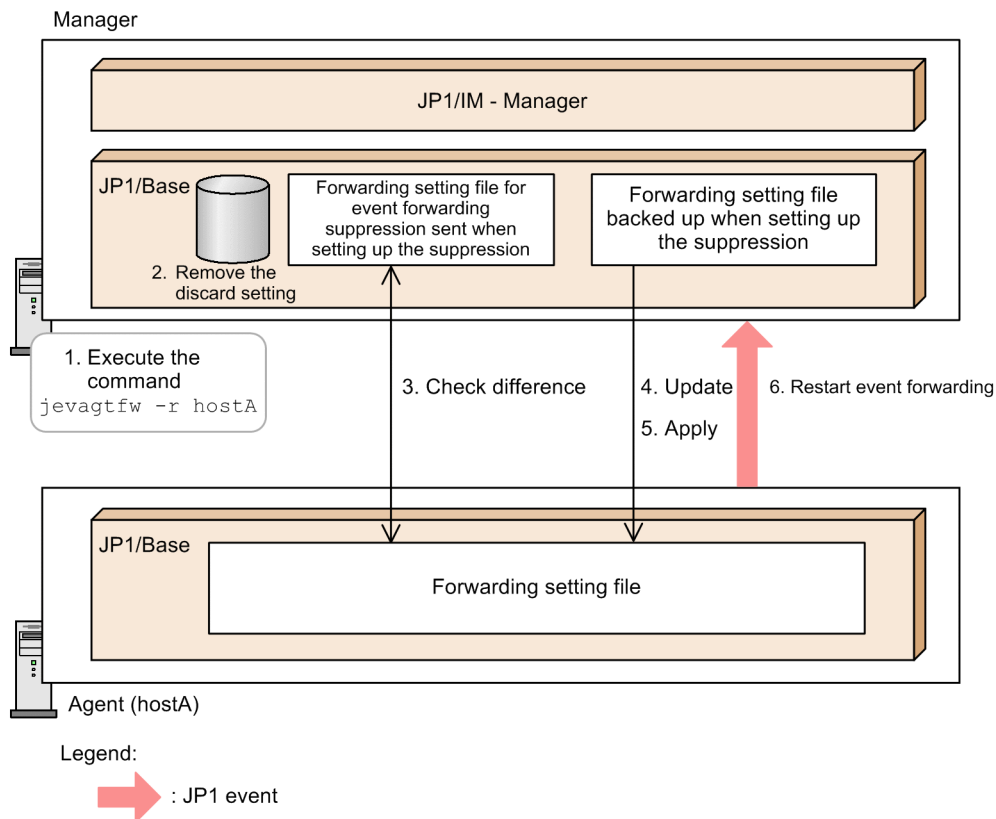 Manager
JP1/IM - Manager
JP1/Base
Forwarding setting file for
event forwarding
suppression sent when
setting up the suppression
Forwarding setting file
backed up when setting up
the suppression
2. Remove the
discard setting
1. Execute the
command
jevagtfw -r hostA
3. Check difference
4. Update
5. Apply
6. Restart event forwarding
JP1/Base
Forwarding setting file
Agent (hostA)
Legend:
: JP1 event